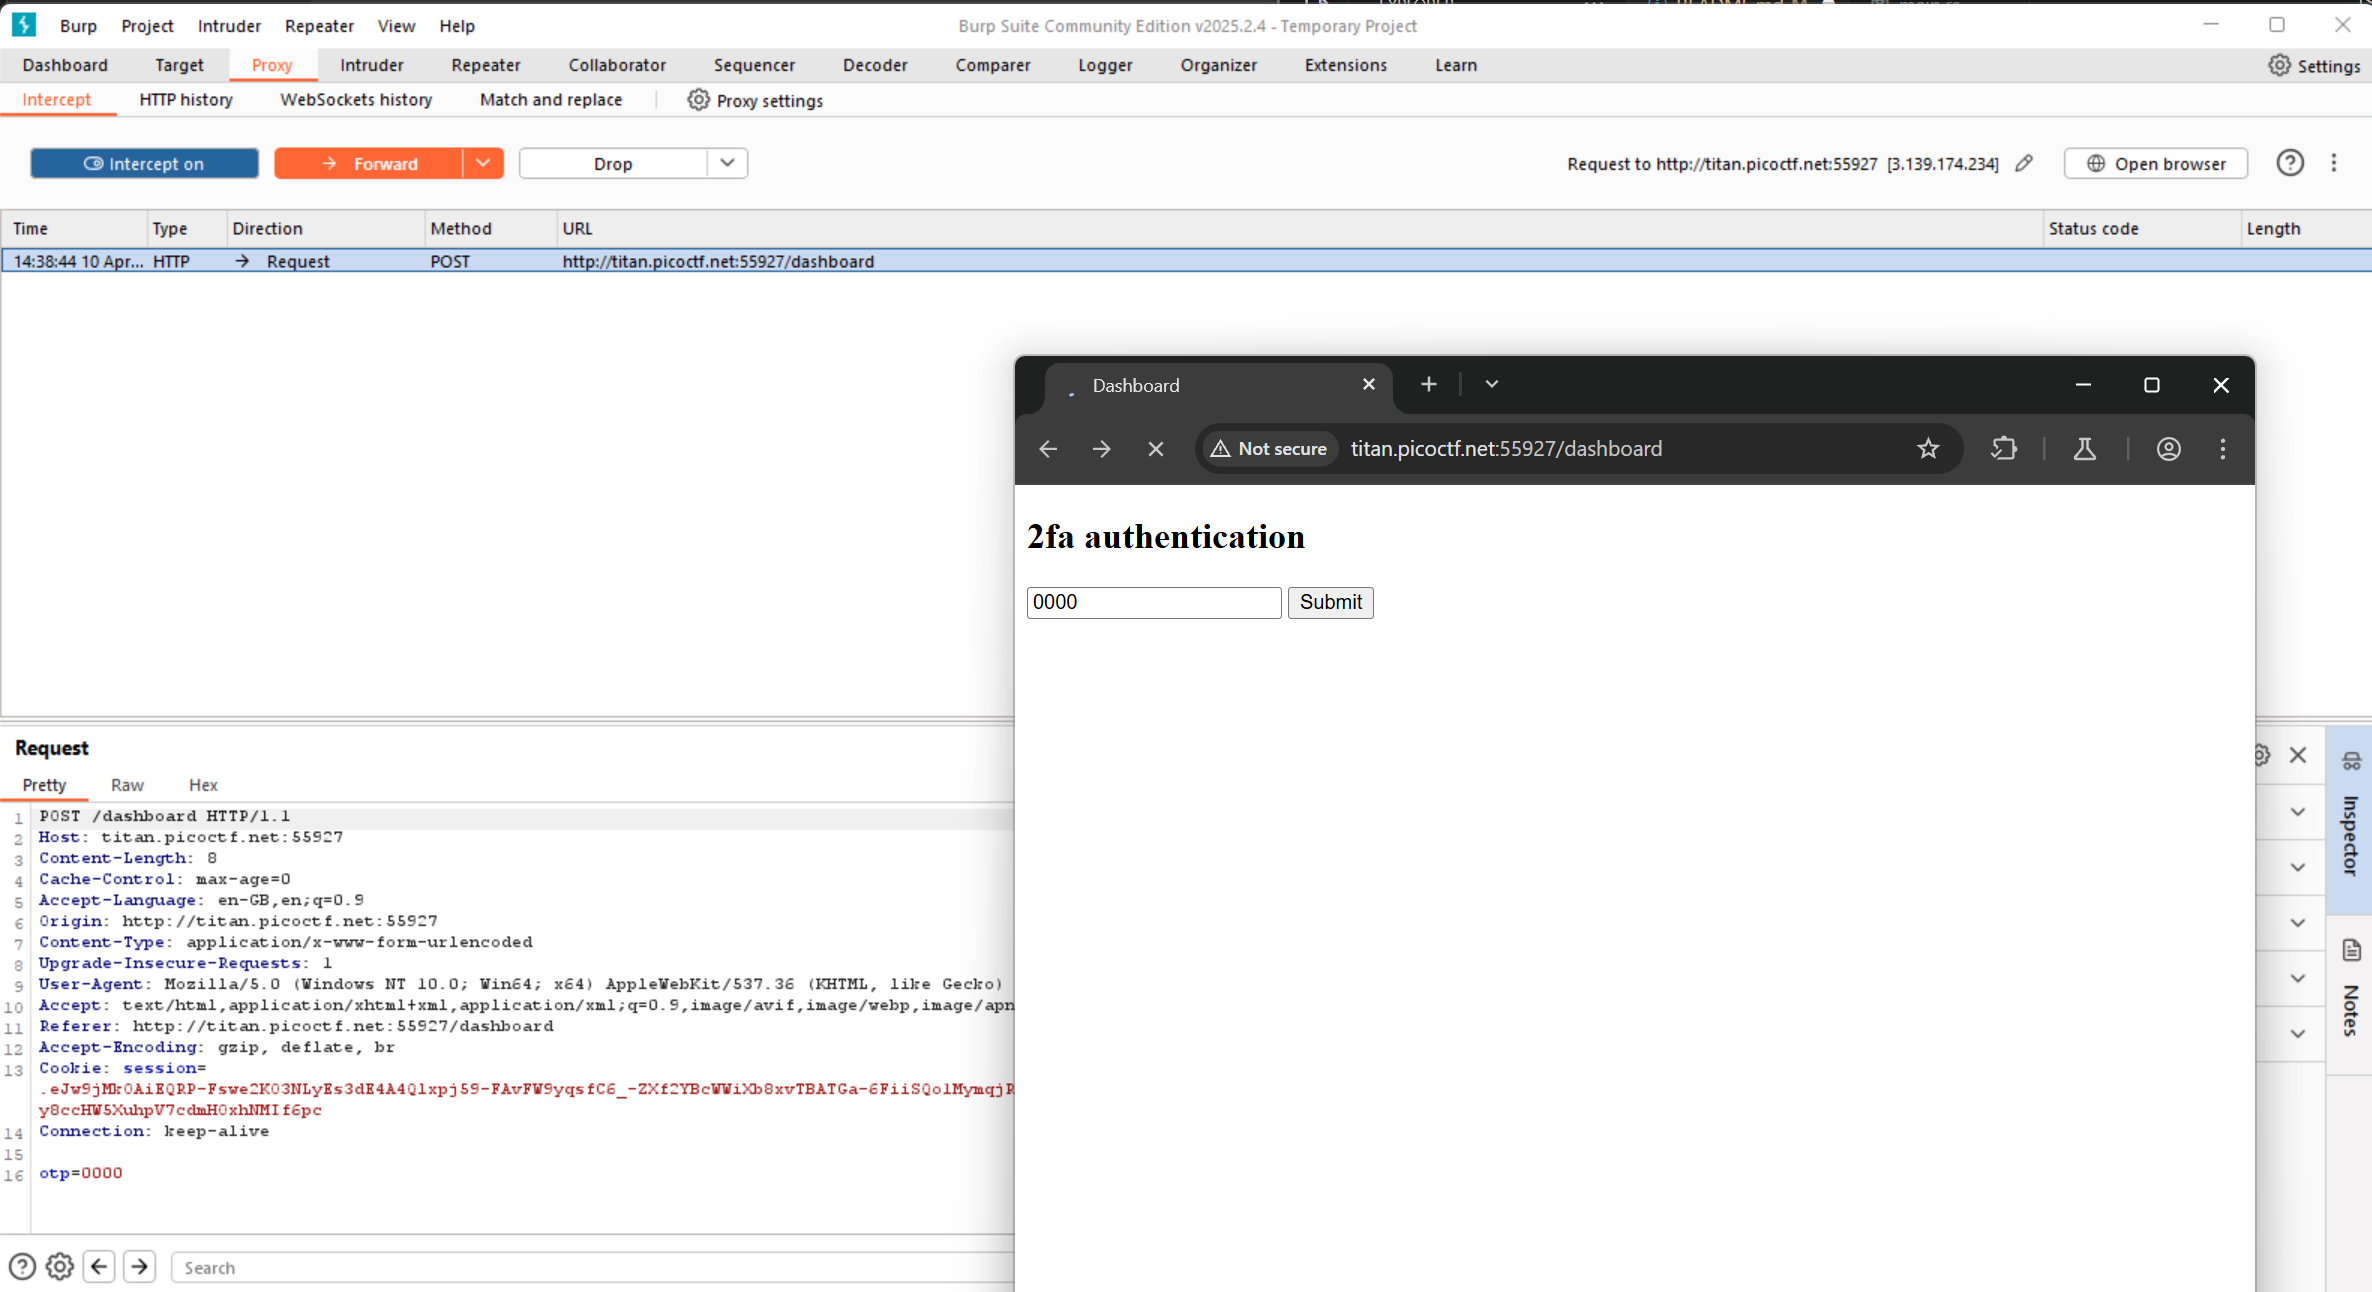 Burp Project Intruder Repeater View Help
Burp Suite Community Edition v2025.2.4 - Temporary Project
Dashboard Target Proxy Intruder Repeater Collaborator Sequencer Decoder Comparer Logger Organizer Extensions Learn Settings
Intercept HTTP history WebSockets history Match and replace Proxy settings
Intercept on Forward Drop Request to http://titan.picoctf.net:55927 [3.139.174.234] Open browser
Time Type Direction Method URL Status code Length
14:38:44 10 Apr... HTTP → Request POST http://titan.picoctf.net:55927/dashboard
Dashboard
Not secure titan.picoctf.net:55927/dashboard
2fa authentication
0000 Submit
Request
Pretty Raw Hex
1 POST /dashboard HTTP/1.1
2 Host: titan.picoctf.net:55927
3 Content-Length: 8
4 Cache-Control: max-age=0
5 Accept-Language: en-GB,en;q=0.9
6 Origin: http://titan.picoctf.net:55927
7 Content-Type: application/x-www-form-urlencoded
8 Upgrade-Insecure-Requests: 1
9 User-Agent: Mozilla/5.0 (Windows NT 10.0; Win64; x64) AppleWebKit/537.36 (KHTML, like Gecko)
10 Accept: text/html,application/xhtml+xml,application/xml;q=0.9,image/avif,image/webp,image/apn
11 Referer: http://titan.picoctf.net:55927/dashboard
12 Accept-Encoding: gzip, deflate, br
13 Cookie: session=
14 Connection: keep-alive
15
16 otp=0000
Search
Inspector
Notes